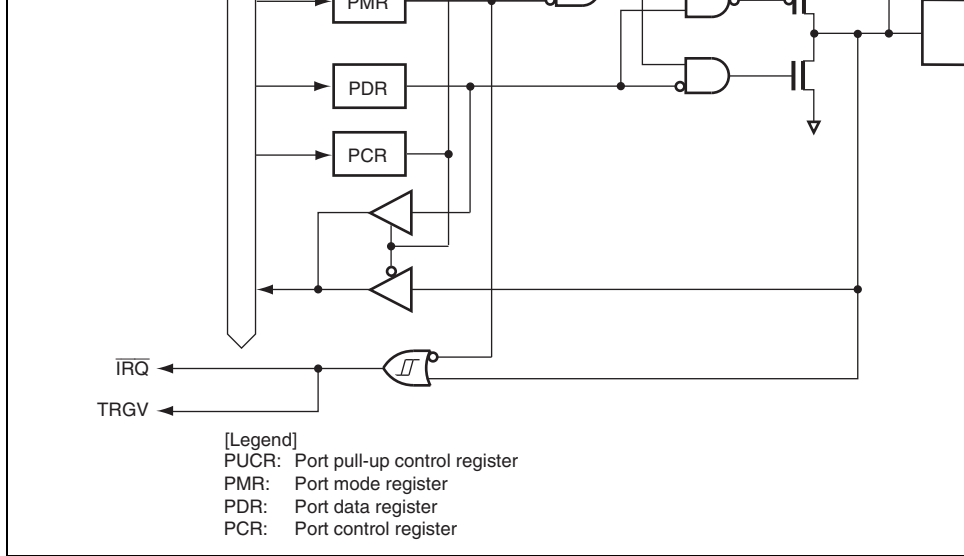 PMR
PDR
PCR
IRQ
TRGV
[Legend]
PUCR: Port pull-up control register
PMR: Port mode register
PDR: Port data register
PCR: Port control register